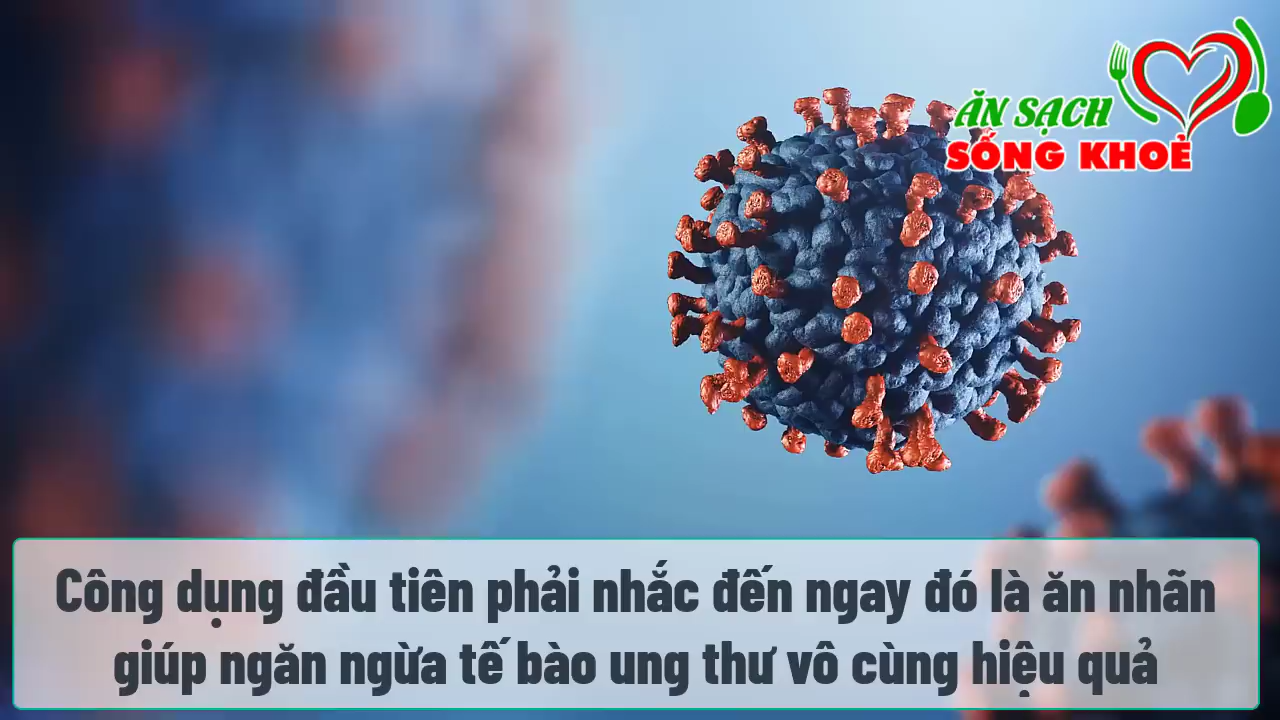 ĂN SẠCH
SỐNG KHOẺ
Công dụng đầu tiên phải nhắc đến ngay đó là ăn nhãn
giúp ngăn ngừa tế bào ung thư vô cùng hiệu quả